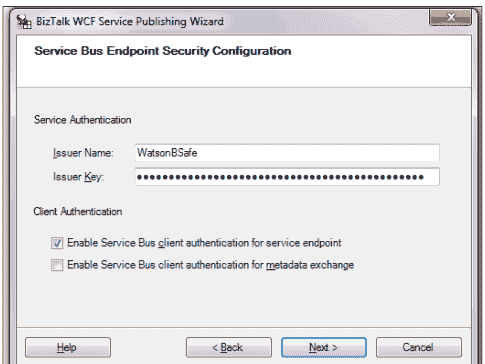 BizTalk WCF Service Publishing Wizard
Service Bus Endpoint Security Configuration
Service Authentication
Issuer Name: WatsonBSafe
Issuer Key: ●●●●●●●●●●●●●●●●●●●●●●●●●●●●●●●●●●●●●●●●●●●●
Client Authentication
Enable Service Bus client authentication for service endpoint
Enable Service Bus client authentication for metadata exchange
Help < Back Next > Cancel